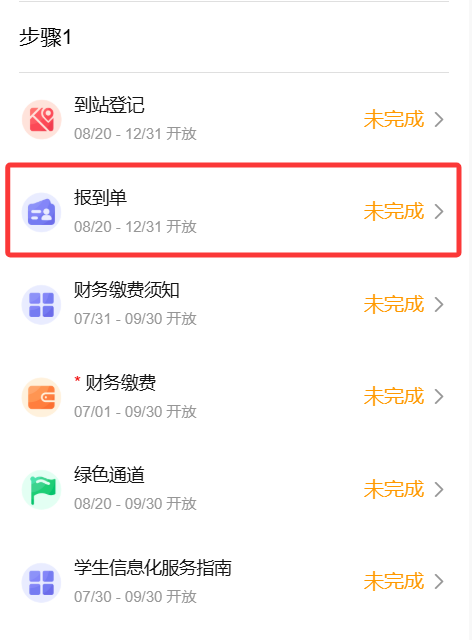 步骤1
到站登记
未完成
08/20 - 12/31 开放
报到单
未完成
08/20 - 12/31 开放
财务缴费须知
未完成
07/31 - 09/30 开放
* 财务缴费
未完成
07/01 - 09/30 开放
绿色通道
未完成
08/20 - 09/30 开放
学生信息化服务指南
未完成
07/30 - 09/30 开放